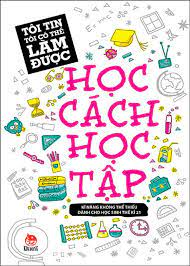 TÔI TIN
TÔI CÓ THỂ
LÀM
ĐƯỢC
HỌC
CÁCH
HỌC
TẬP
KĨ NĂNG KHÔNG THỂ THIẾU
DÀNH CHO HỌC SINH THẾ KỈ 21